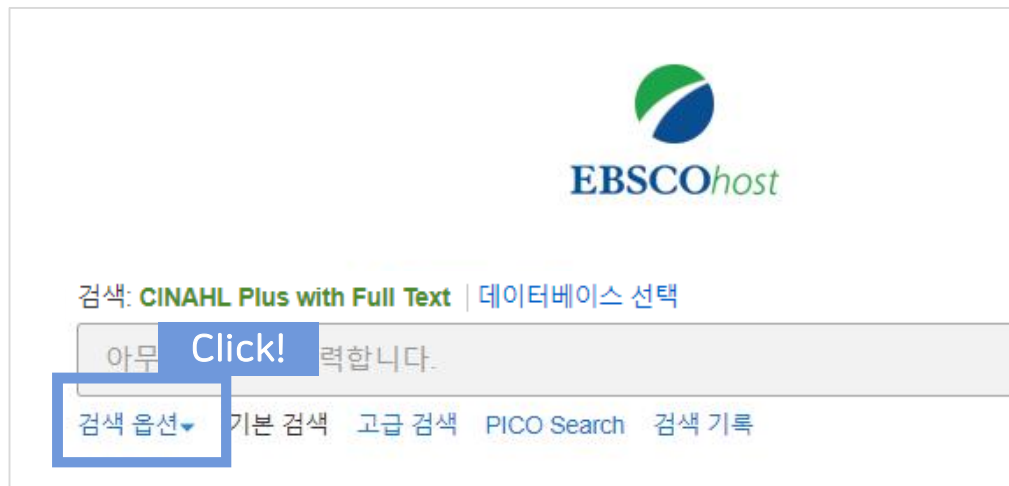 EBSCOhost
검색: CINAHL Plus with Full Text | 데이터베이스 선택
아무 Click! 력합니다.
검색 옵션 기본 검색 고급 검색 PICO Search 검색 기록